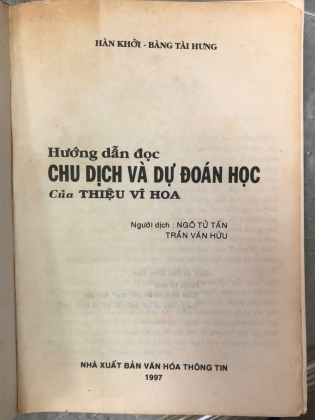 HÀN KHỞI - BÀNG TÀI HƯNG
Hướng dẫn đọc
CHU DỊCH VÀ DỰ ĐOÁN HỌC
Của THIỆU VĨ HOA
Người dịch : NGÔ TỬ TẤN
TRẦN VĂN HỮU
NHÀ XUẤT BẢN VĂN HÓA THÔNG TIN
1997